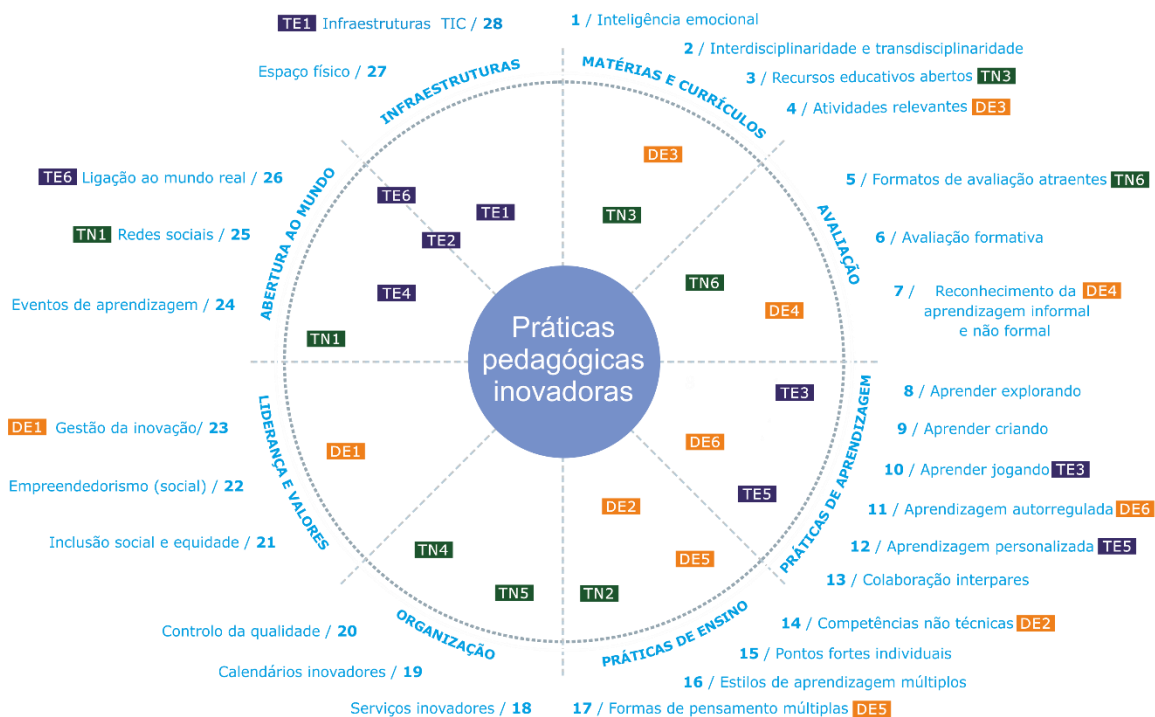 TE1 Infraestruturas TIC / 28
Espaço físico / 27
INFRAESTRUTURAS
1 / Inteligência emocional
2 / Interdisciplinaridade e transdisciplinaridade
3 / Recursos educativos abertos TN3
4 / Atividades relevantes DE3
MATÉRIAS E CURRÍCULOS
5 / Formatos de avaliação atraentes TN6
6 / Avaliação formativa
7 / Reconhecimento da DE4
aprendizagem informal
e não formal
AVALIAÇÃO
8 / Aprender explorando
9 / Aprender criando
10 / Aprender jogando TE3
11 / Aprendizagem autorregulada DE6
12 / Aprendizagem personalizada TE5
13 / Colaboração interpares
PRÁTICAS DE APRENDIZAGEM
14 / Competências não técnicas DE2
15 / Pontos fortes individuais
16 / Estilos de aprendizagem múltiplos
17 / Formas de pensamento múltiplas DE5
PRÁTICAS DE ENSINO
Serviços inovadores / 18
Calendários inovadores / 19
Controlo da qualidade / 20
ORGANIZAÇÃO
Inclusão social e equidade / 21
Empreendedorismo (social) / 22
DE1 Gestão da inovação/ 23
LIDERANÇA E VALORES
Eventos de aprendizagem / 24
TN1 Redes sociais / 25
TE6 Ligação ao mundo real / 26
ABERTURA AO MUNDO
DE3
TN3
TE6
TE1
TE2
TE4
TN1
TN6
DE4
Práticas
pedagógicas
inovadoras
TE3
DE6
TE5
DE1
DE2
TN4
DE5
TN5
TN2